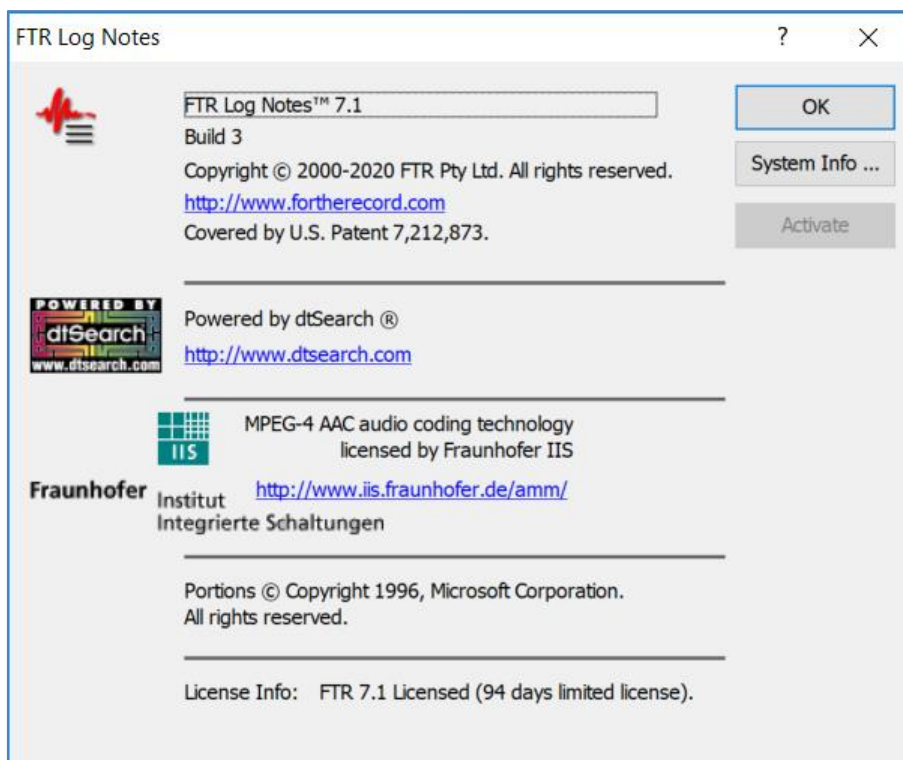 FTR Log Notes
?
FTR Log Notes™ 7.1
OK
Build 3
Copyright © 2000-2020 FTR Pty Ltd. All rights reserved.
System Info ...
http://www.fortherecord.com
Covered by U.S. Patent 7,212,873.
Activate
POWERED BY
dtSearch
www.dtsearch.com
Powered by dtSearch ®
http://www.dtsearch.com
IIS
MPEG-4 AAC audio coding technology
licensed by Fraunhofer IIS
Fraunhofer Institut
Integrierte Schaltungen
http://www.iis.fraunhofer.de/amm/
Portions © Copyright 1996, Microsoft Corporation.
All rights reserved.
License Info: FTR 7.1 Licensed (94 days limited license).